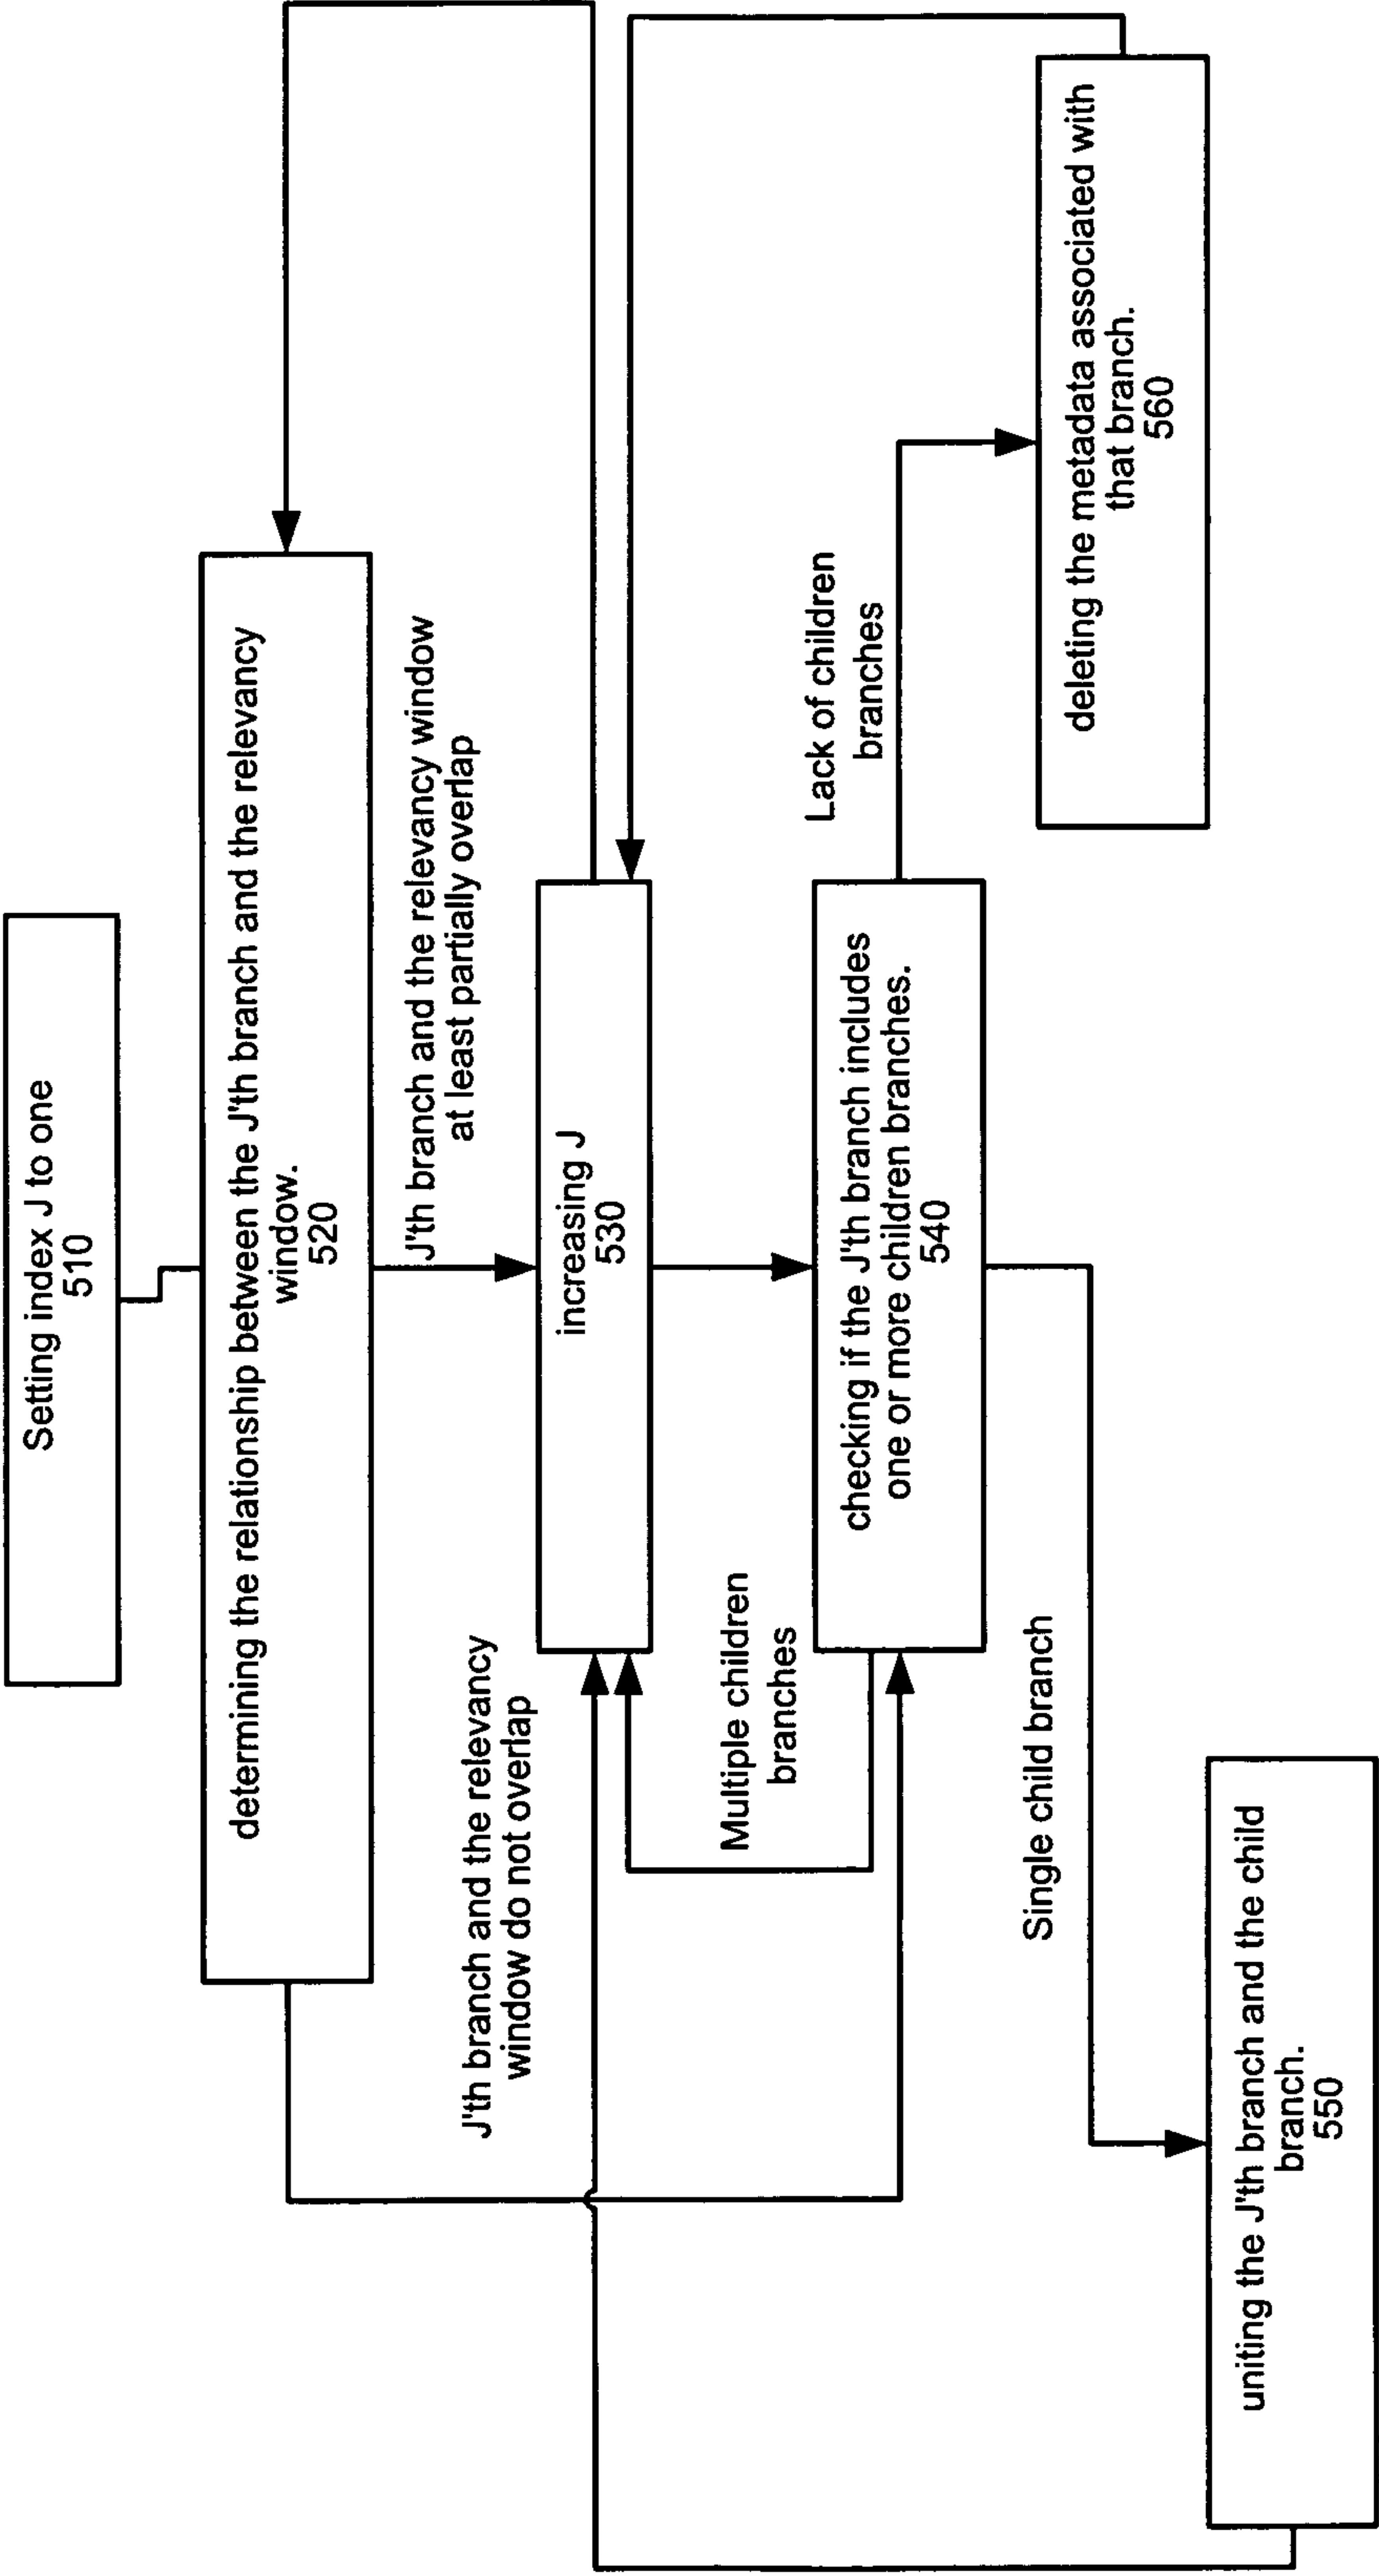 Setting index J to one
510
determining the relationship between the J'th branch and the relevancy
window.
520
J'th branch and the relevancy window
at least partially overlap
J'th branch and the relevancy
window do not overlap
increasing J
530
Multiple children
branches
checking if the J'th branch includes
one or more children branches.
540
Lack of children
branches
Single child branch
deleting the metadata associated with
that branch.
560
uniting the J'th branch and the child
branch.
550